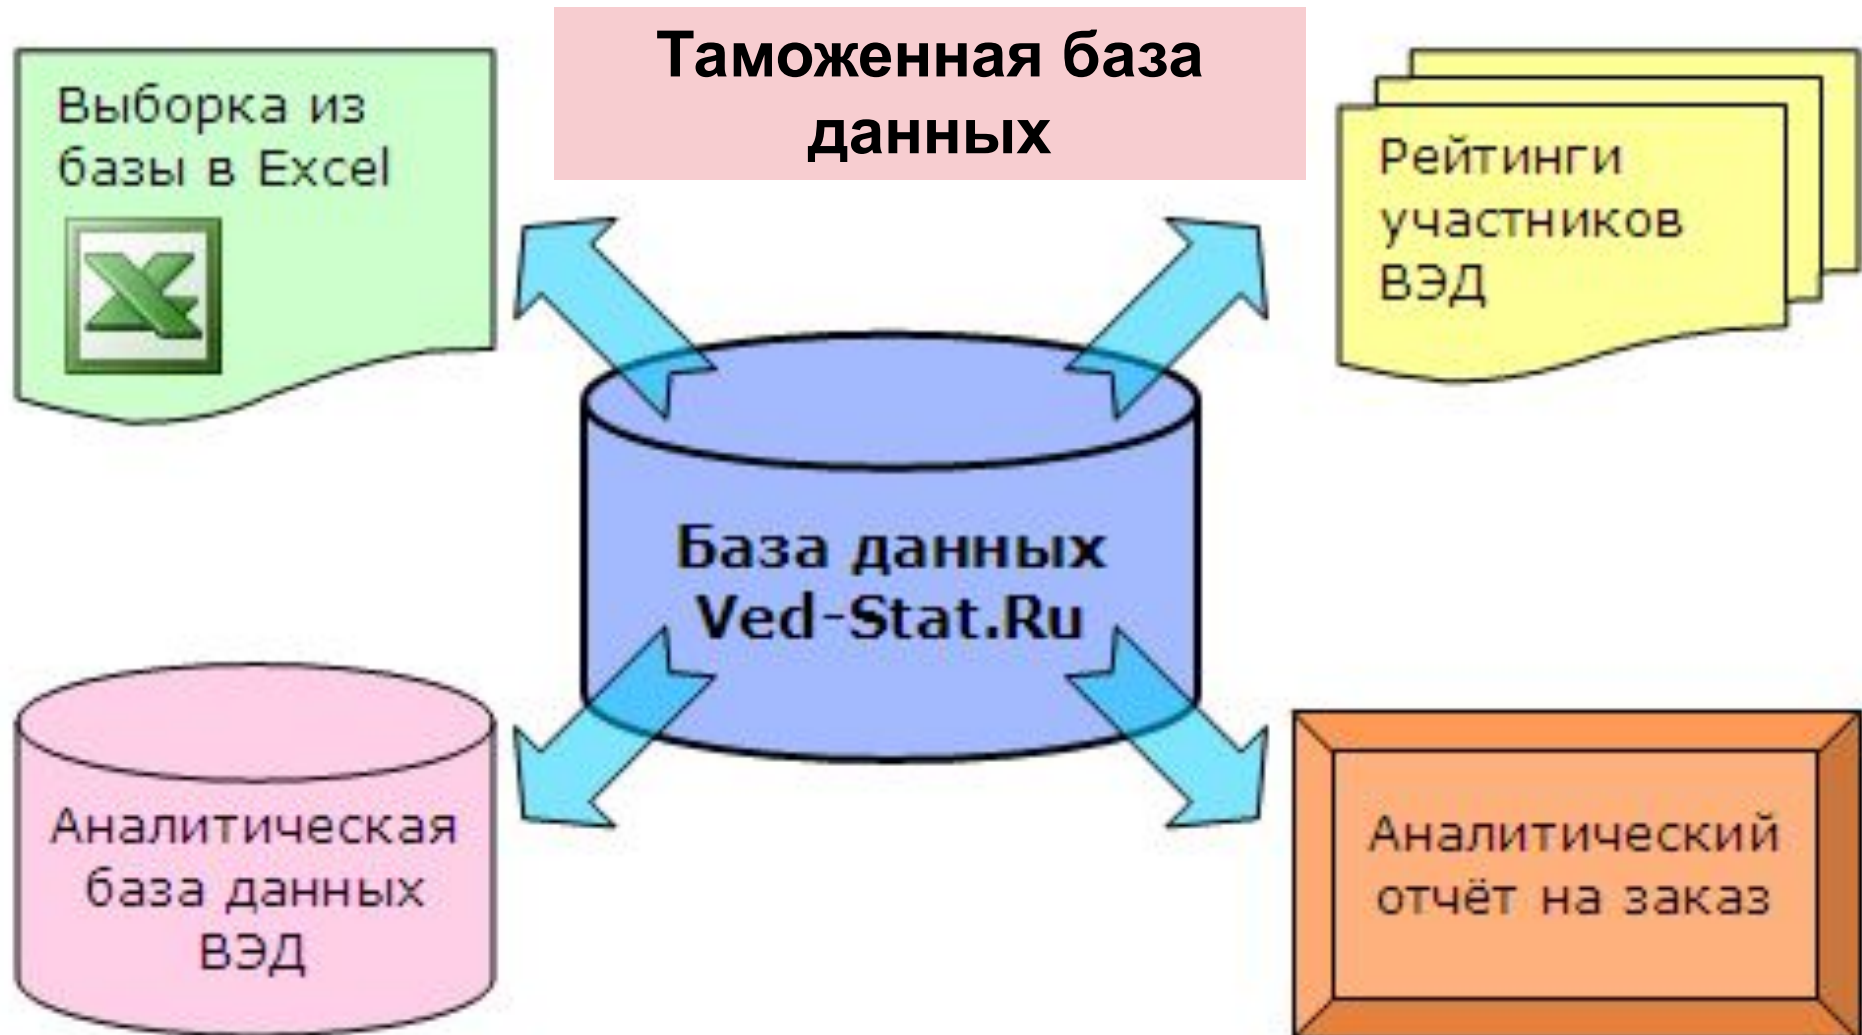 Таможенная база
данных
Выборка из
базы в Excel
Рейтинги
участников
ВЭД
База данных
Ved-Stat.Ru
Аналитическая
база данных
ВЭД
Аналитический
отчёт на заказ